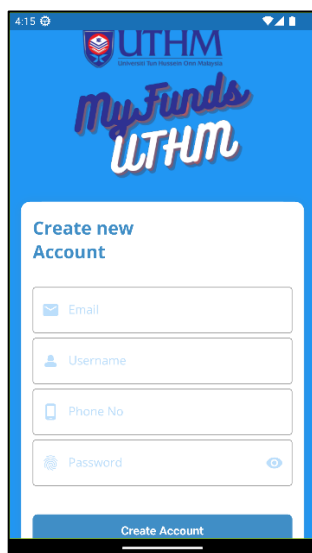 4:15
UTHM
Universiti Tun Hussein Onn Malaysia
MyFunds
UTHM
Create new
Account
Email
Username
Phone No
Password
Create Account